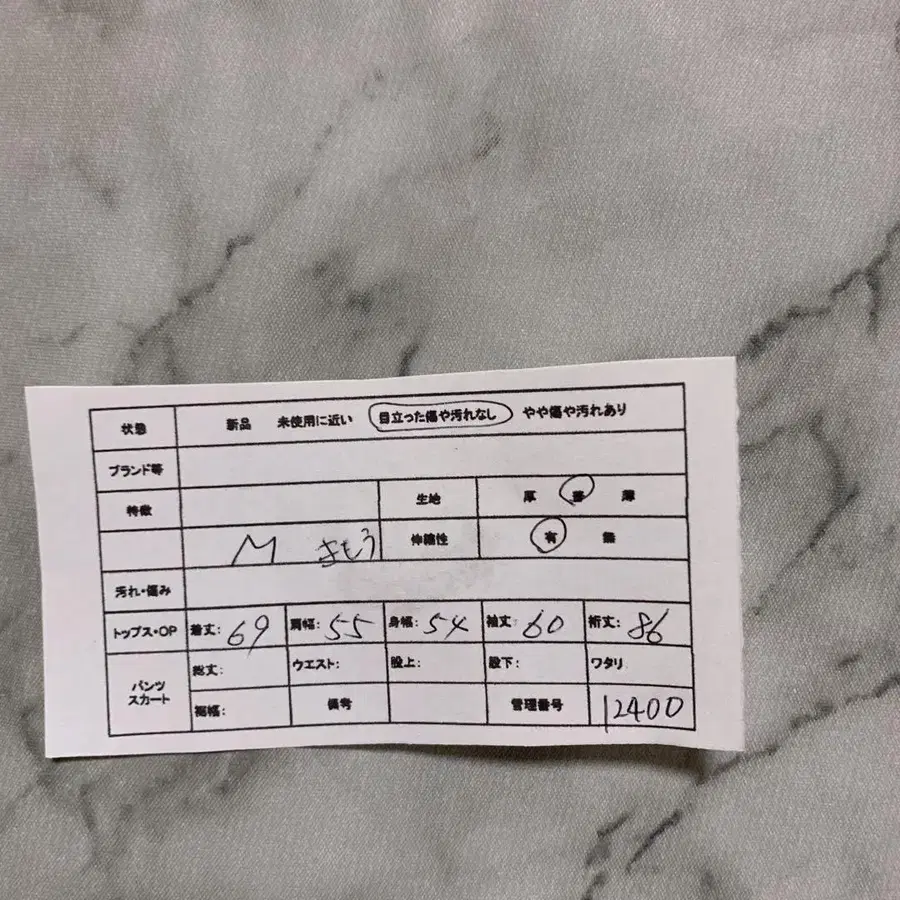 状態 新品 未使用に近い 目立った傷や汚れなし やや傷や汚れあり
ブランド等
特徴 生地 厚 普 薄
M きもう 伸縮性 有 無
汚れ・傷み
トップス・OP 着丈: 69 肩幅: 55 身幅: 54 袖丈: 60 裄丈: 86
パンツ スカート 総丈: ウエスト: 股上: 股下: ワタリ
裾幅: 備考 管理番号 12400